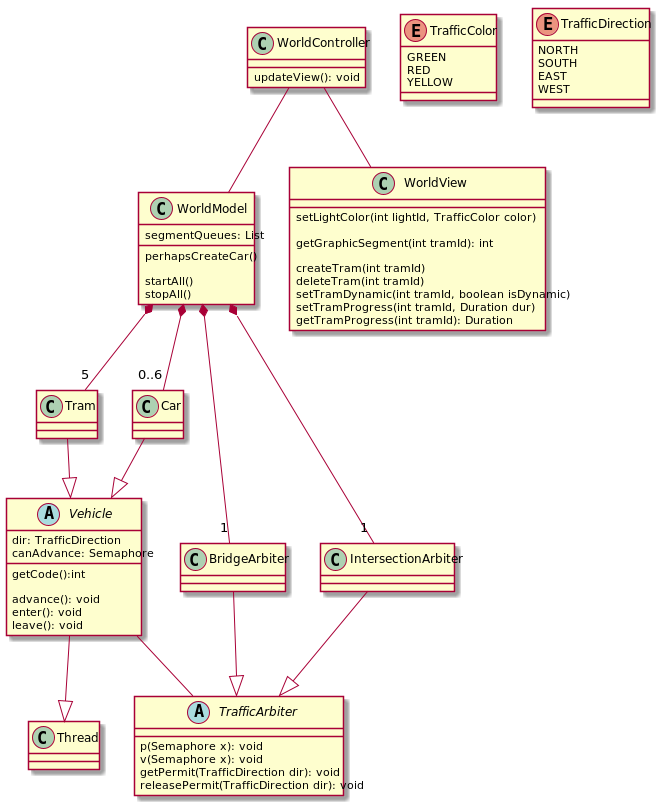 C WorldController
updateView(): void
E TrafficColor
GREEN
RED
YELLOW
E TrafficDirection
NORTH
SOUTH
EAST
WEST
C WorldModel
segmentQueues: List
perhapsCreateCar()
startAll()
stopAll()
C WorldView
setLightColor(int lightId, TrafficColor color)
getGraphicSegment(int tramId): int
createTram(int tramId)
deleteTram(int tramId)
setTramDynamic(int tramId, boolean isDynamic)
setTramProgress(int tramId, Duration dur)
getTramProgress(int tramId): Duration
5
0..6
C Tram
C Car
A Vehicle
dir: TrafficDirection
canAdvance: Semaphore
getCode():int
advance(): void
enter(): void
leave(): void
1
1
C BridgeArbiter
C IntersectionArbiter
C Thread
A TrafficArbiter
p(Semaphore x): void
v(Semaphore x): void
getPermit(TrafficDirection dir): void
releasePermit(TrafficDirection dir): void